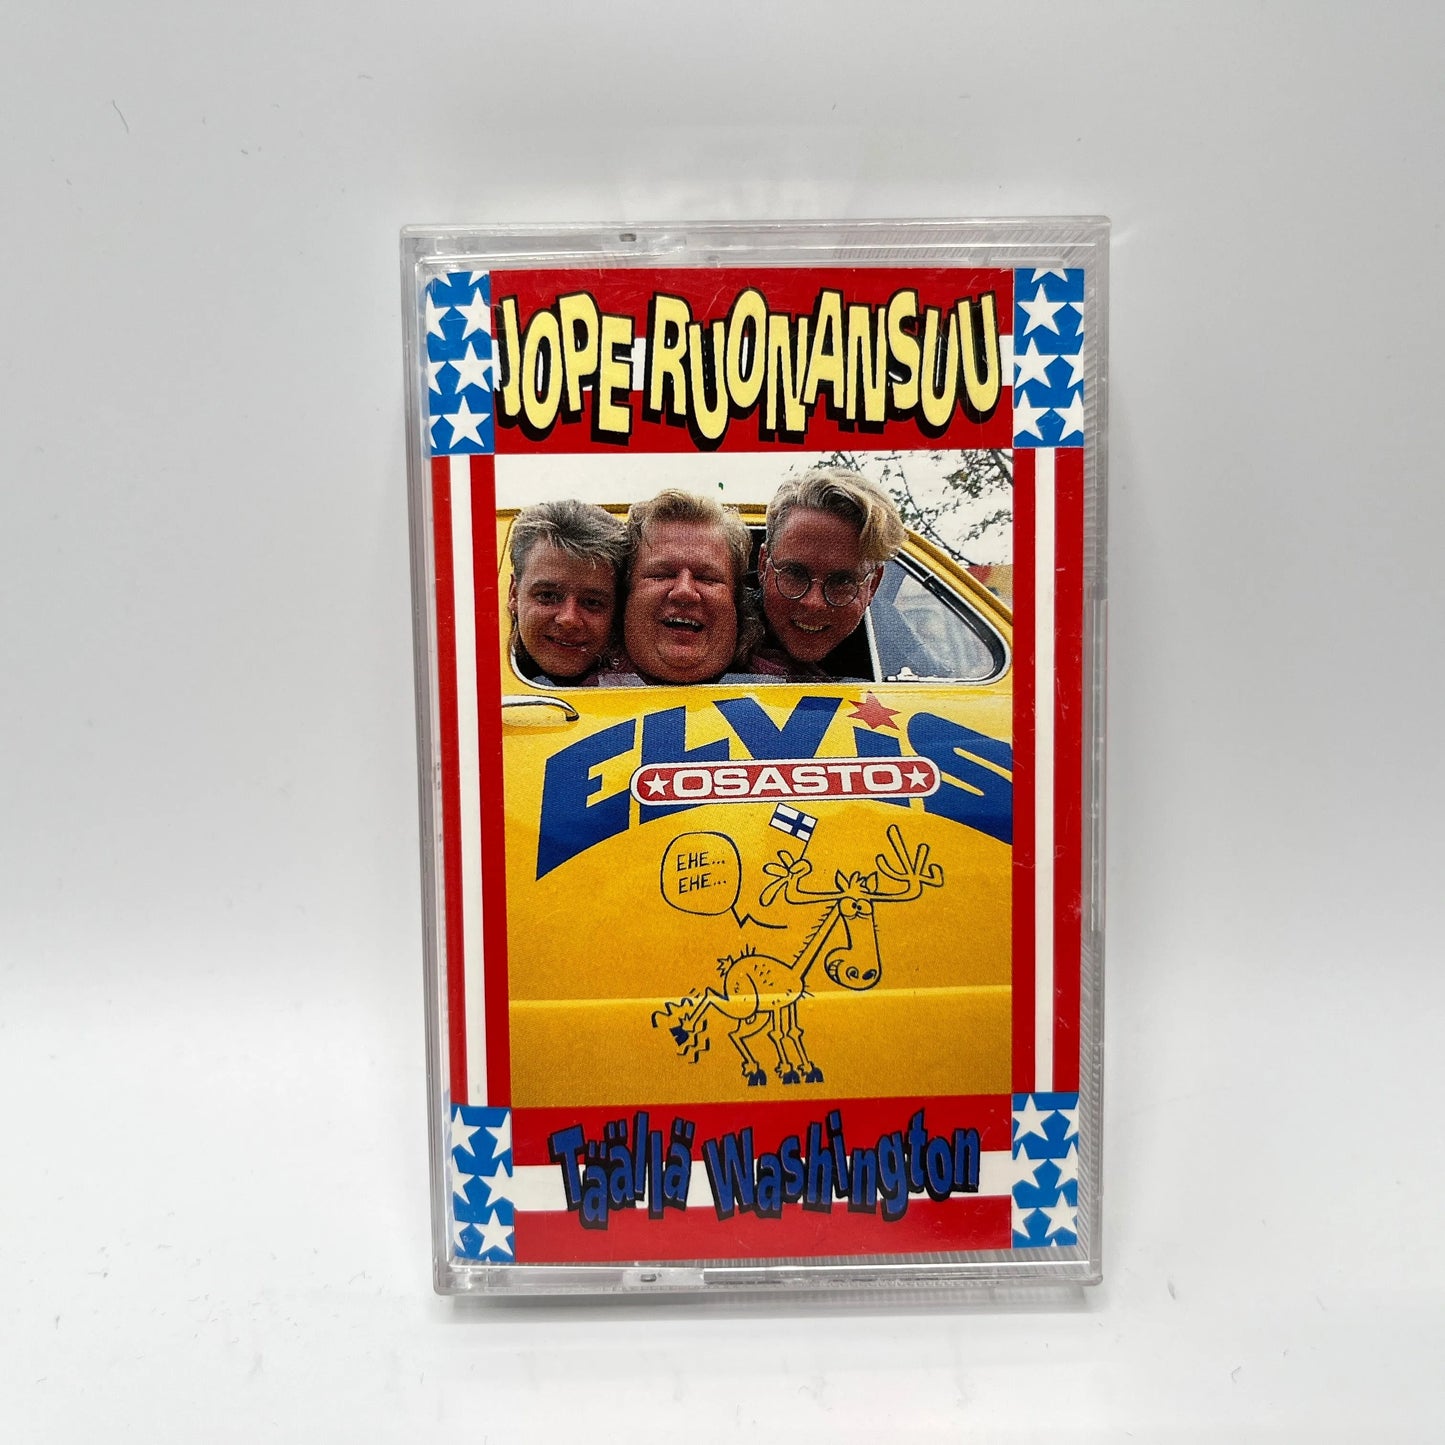 JOPE RUONANSUU
ELViS
OSASTO
EHE...
EHE...
Täällä Washington